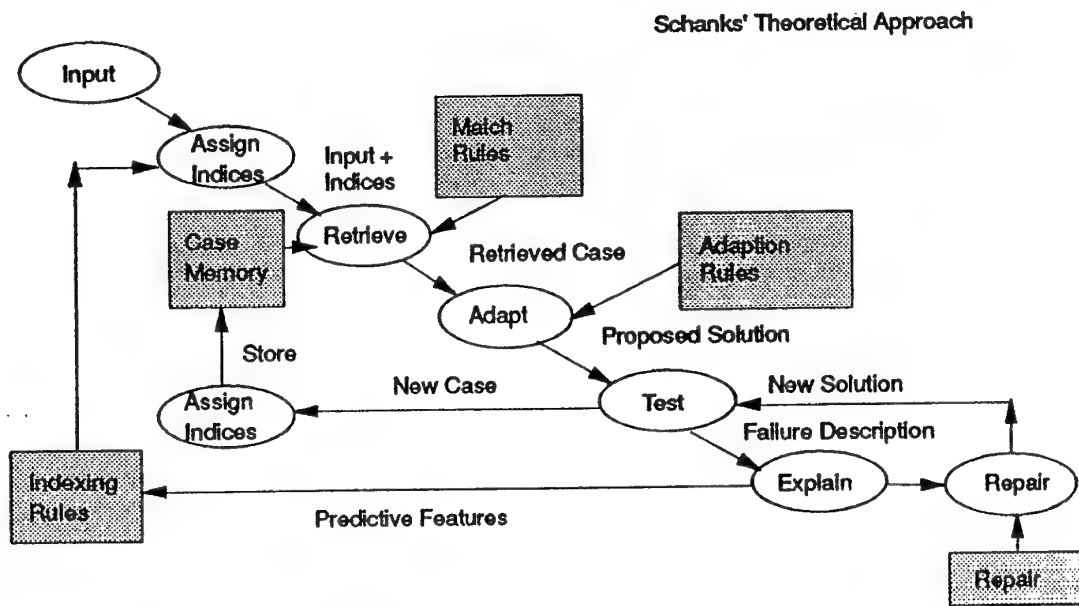 Schanks' Theoretical Approach
Input
Assign
Indices
Input +
Indices
Match
Rules
Retrieve
Case
Memory
Retrieved Case
Adaption
Rules
Adapt
Proposed Solution
Store
New Case
Assign
Indices
Test
New Solution
Failure Description
Indexing
Rules
Explain
Repair
Predictive Features
Repair